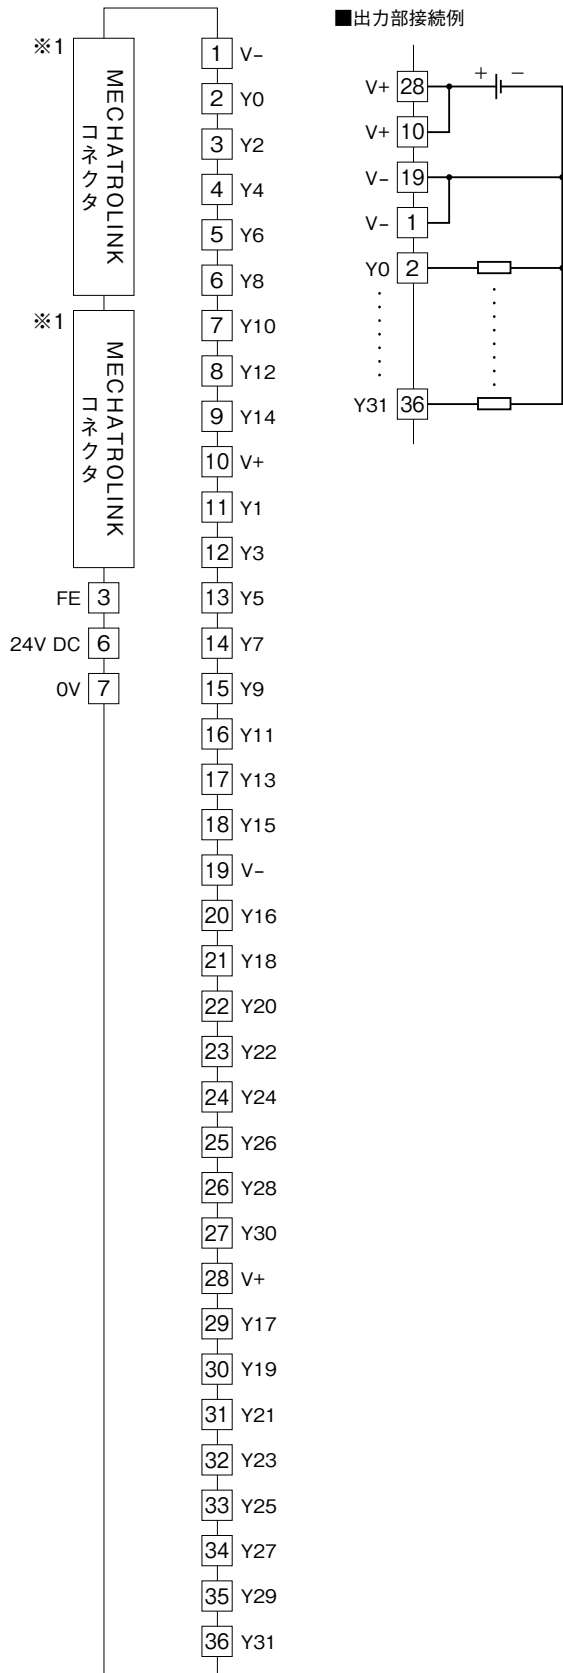 ※1
MECHATROLINK
コネクタ
※1
MECHATROLINK
コネクタ
FE 3
24V DC 6
0V 7
1 V−
2 Y0
3 Y2
4 Y4
5 Y6
6 Y8
7 Y10
8 Y12
9 Y14
10 V+
11 Y1
12 Y3
13 Y5
14 Y7
15 Y9
16 Y11
17 Y13
18 Y15
19 V−
20 Y16
21 Y18
22 Y20
23 Y22
24 Y24
25 Y26
26 Y28
27 Y30
28 V+
29 Y17
30 Y19
31 Y21
32 Y23
33 Y25
34 Y27
35 Y29
36 Y31
■出力部接続例
V+ 28 + −
V+ 10
V− 19
V− 1
Y0 2
Y31 36